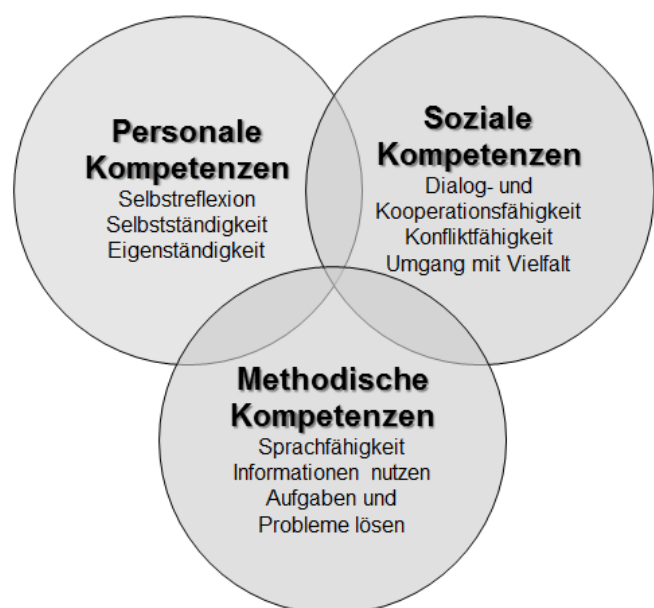 Personale
Kompetenzen
Selbstreflexion
Selbstständigkeit
Eigenständigkeit
Soziale
Kompetenzen
Dialog- und
Kooperationsfähigkeit
Konfliktfähigkeit
Umgang mit Vielfalt
Methodische
Kompetenzen
Sprachfähigkeit
Informationen nutzen
Aufgaben und
Probleme lösen